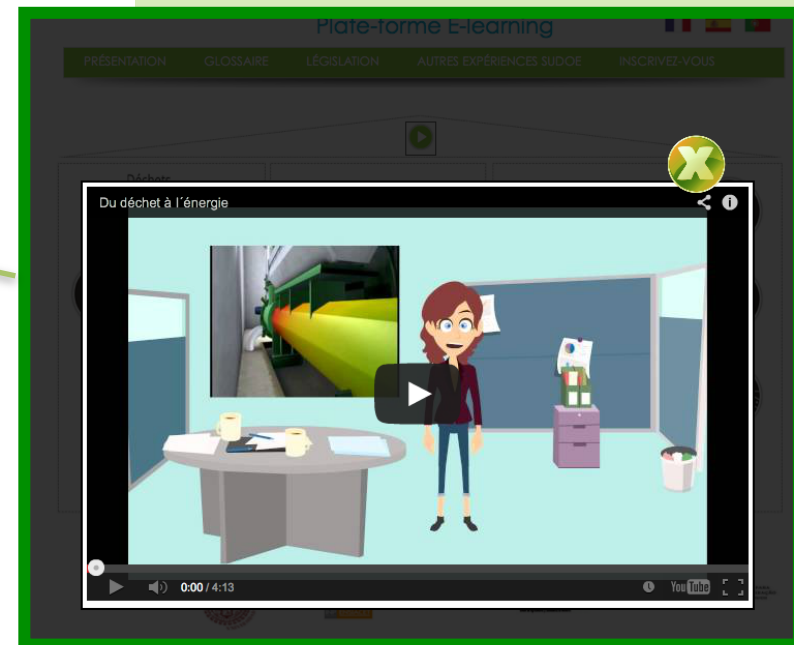 Plate-forme E-learning
PRÉSENTATION GLOSSAIRE LÉGISLATION AUTRES EXPÉRIENCES SUDOE INSCRIVEZ-VOUS
Déchets
X
Du déchet à l´énergie
0:00 / 4:13
YouTube